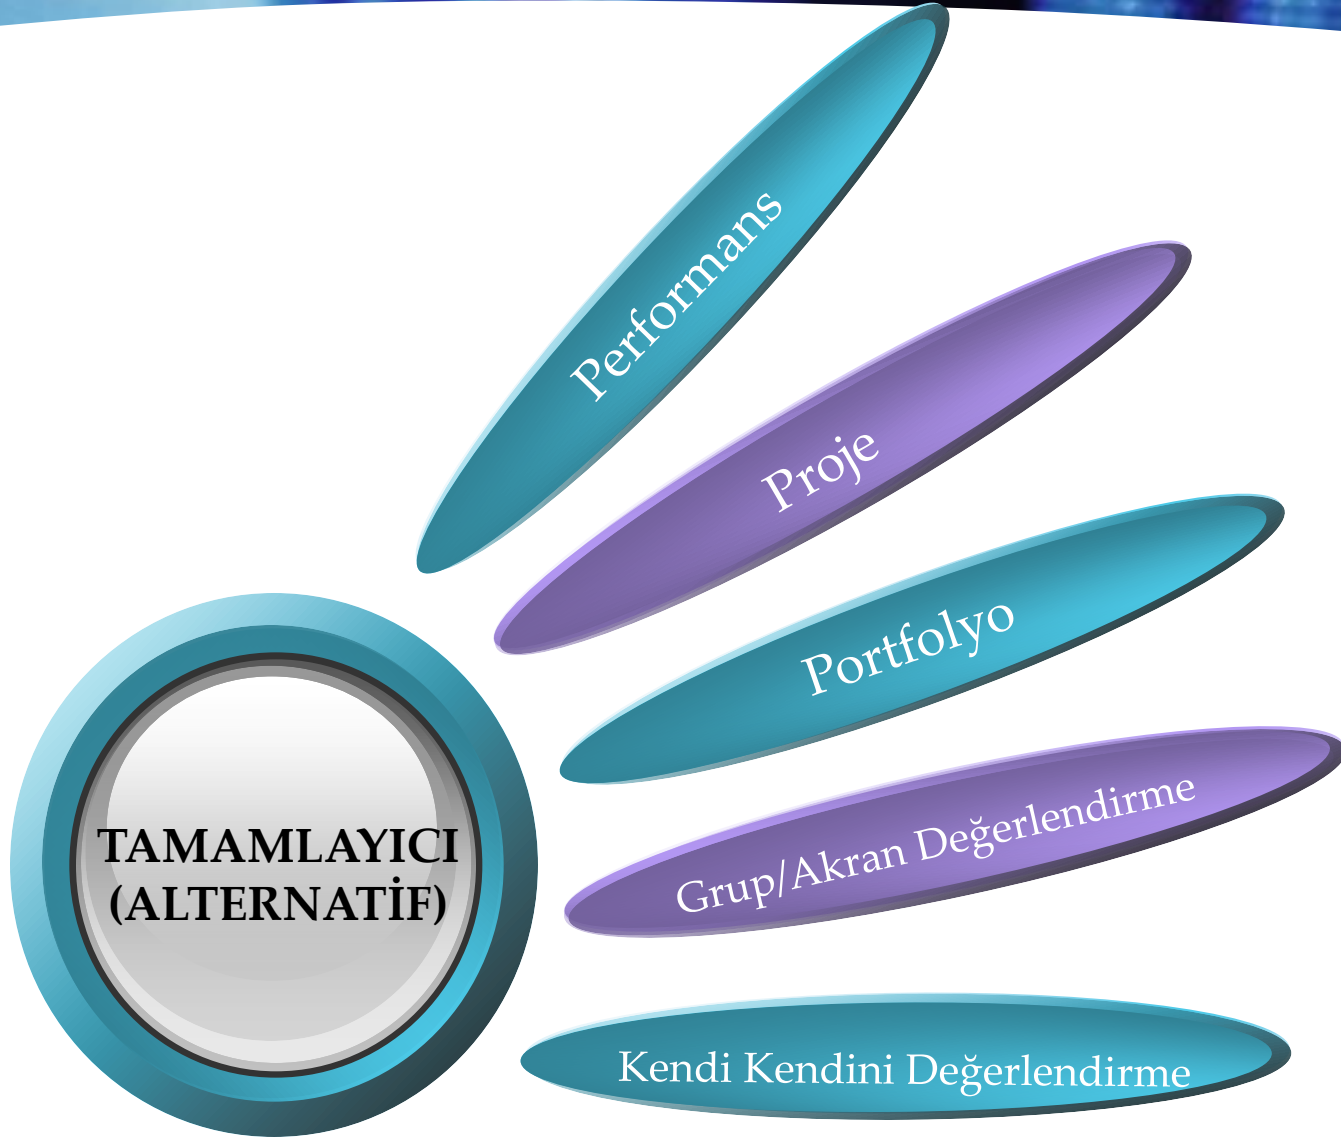 Performans
Proje
Portfolyo
Grup/Akran Değerlendirme
Kendi Kendini Değerlendirme
TAMAMLAYICI
(ALTERNATİF)